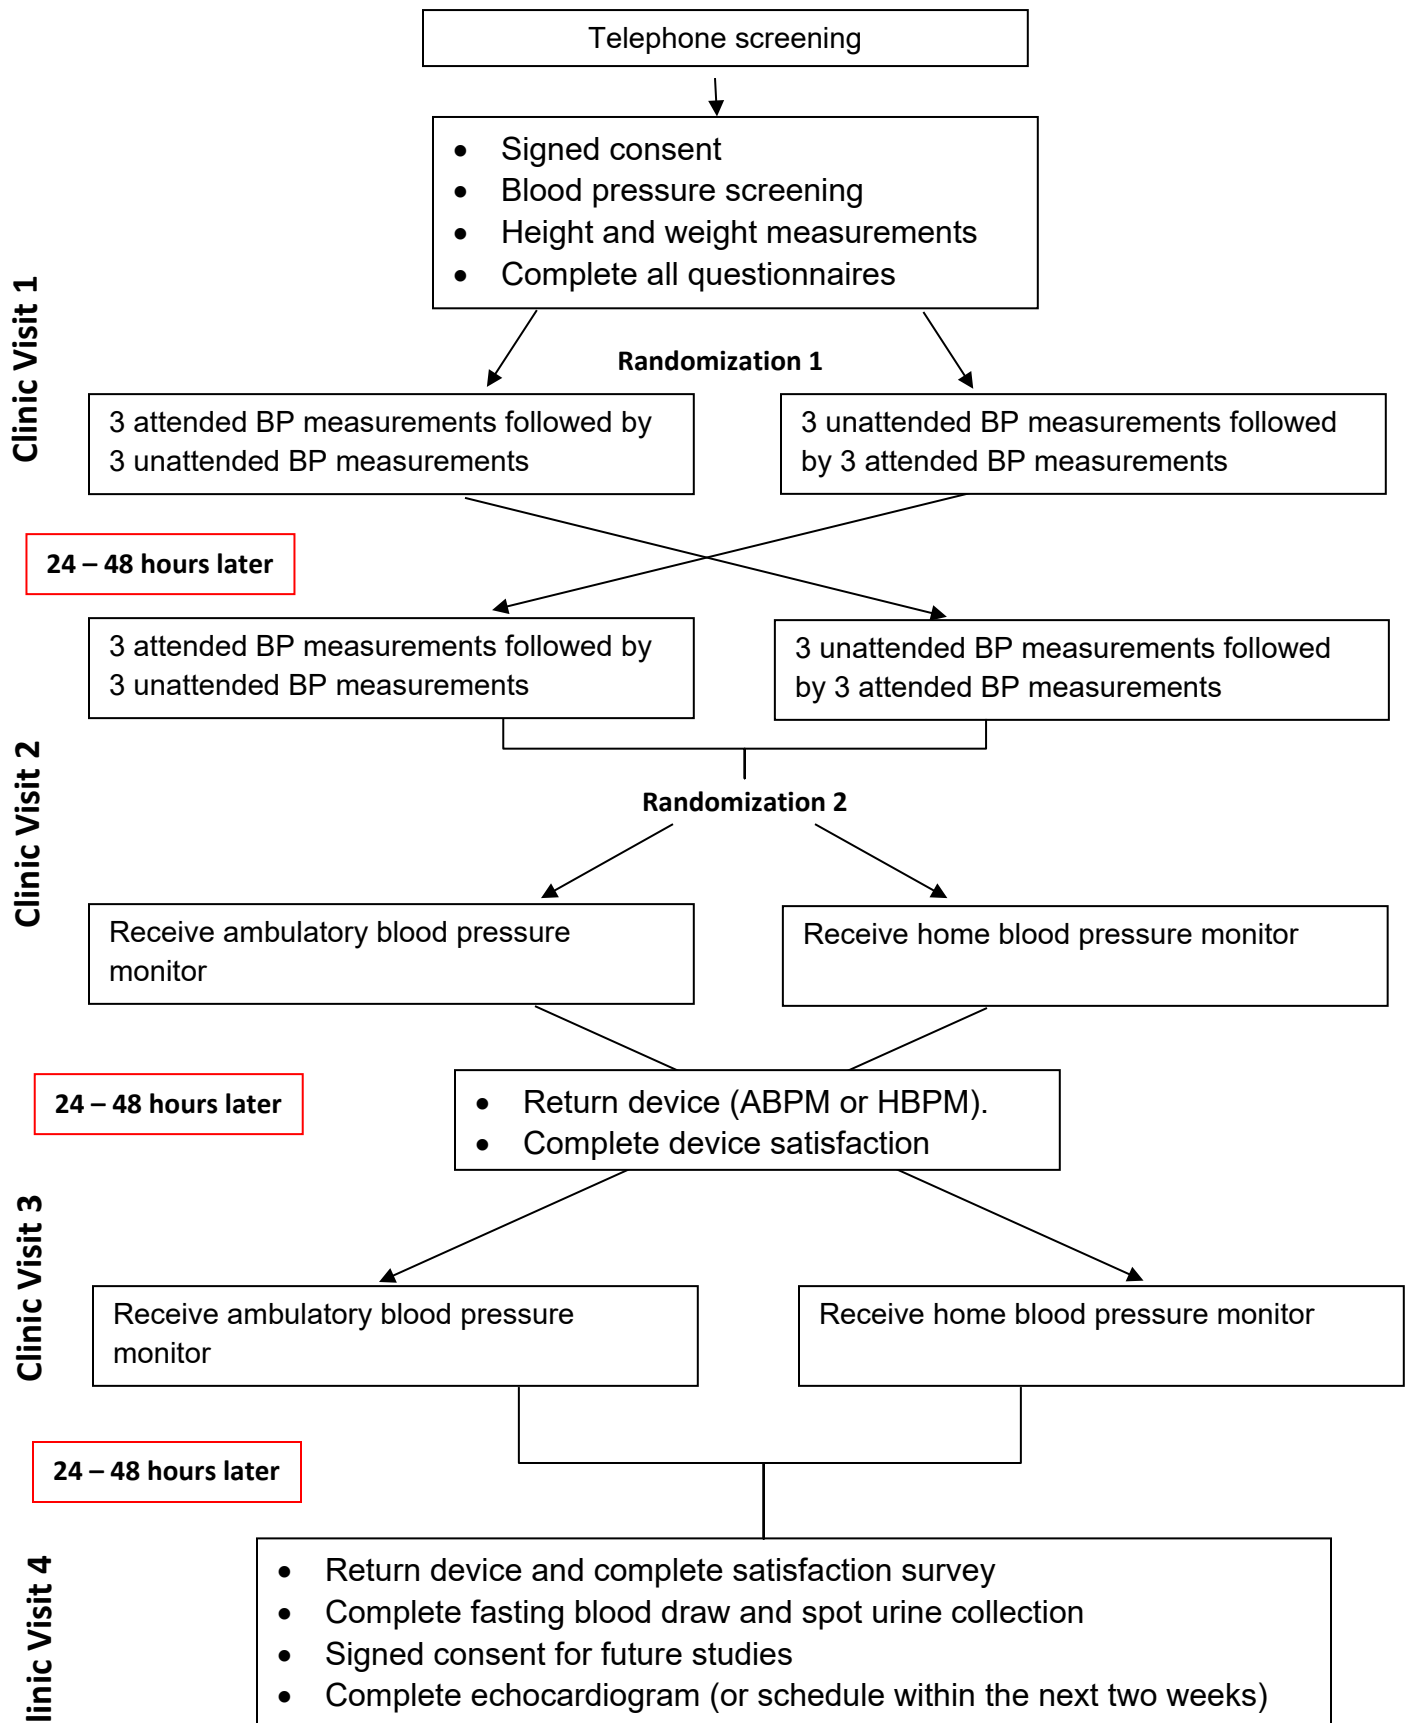 Telephone screening
• Signed consent
• Blood pressure screening
• Height and weight measurements
• Complete all questionnaires
Clinic Visit 1
Randomization 1
3 attended BP measurements followed by
3 unattended BP measurements
3 unattended BP measurements followed
by 3 attended BP measurements
24 – 48 hours later
3 attended BP measurements followed by
3 unattended BP measurements
3 unattended BP measurements followed
by 3 attended BP measurements
Clinic Visit 2
Randomization 2
Receive ambulatory blood pressure
monitor
Receive home blood pressure monitor
24 – 48 hours later
• Return device (ABPM or HBPM).
• Complete device satisfaction
Clinic Visit 3
Receive ambulatory blood pressure
monitor
Receive home blood pressure monitor
24 – 48 hours later
linic Visit 4
• Return device and complete satisfaction survey
• Complete fasting blood draw and spot urine collection
• Signed consent for future studies
• Complete echocardiogram (or schedule within the next two weeks)